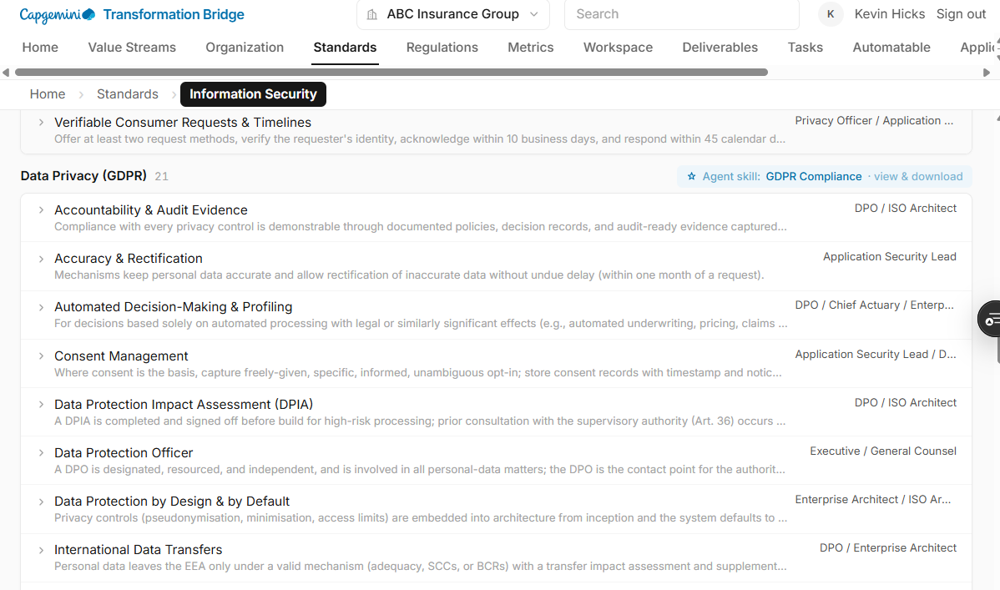 Capgemini Transformation Bridge
ABC Insurance Group
Search
K Kevin Hicks Sign out
Home Value Streams Organization Standards Regulations Metrics Workspace Deliverables Tasks Automatable Applic
Home Standards Information Security
Verifiable Consumer Requests & Timelines Privacy Officer / Application ...
Offer at least two request methods, verify the requester's identity, acknowledge within 10 business days, and respond within 45 calendar d...
Data Privacy (GDPR) 21 Agent skill: GDPR Compliance · view & download
Accountability & Audit Evidence DPO / ISO Architect
Compliance with every privacy control is demonstrable through documented policies, decision records, and audit-ready evidence captured...
Accuracy & Rectification Application Security Lead
Mechanisms keep personal data accurate and allow rectification of inaccurate data without undue delay (within one month of a request).
Automated Decision-Making & Profiling DPO / Chief Actuary / Enterp...
For decisions based solely on automated processing with legal or similarly significant effects (e.g., automated underwriting, pricing, claims ...
Consent Management Application Security Lead / D...
Where consent is the basis, capture freely-given, specific, informed, unambiguous opt-in; store consent records with timestamp and notic...
Data Protection Impact Assessment (DPIA) DPO / ISO Architect
A DPIA is completed and signed off before build for high-risk processing; prior consultation with the supervisory authority (Art. 36) occurs ...
Data Protection Officer Executive / General Counsel
A DPO is designated, resourced, and independent, and is involved in all personal-data matters; the DPO is the contact point for the authorit...
Data Protection by Design & by Default Enterprise Architect / ISO Ar...
Privacy controls (pseudonymisation, minimisation, access limits) are embedded into architecture from inception and the system defaults to ...
International Data Transfers DPO / Enterprise Architect
Personal data leaves the EEA only under a valid mechanism (adequacy, SCCs, or BCRs) with a transfer impact assessment and supplement...